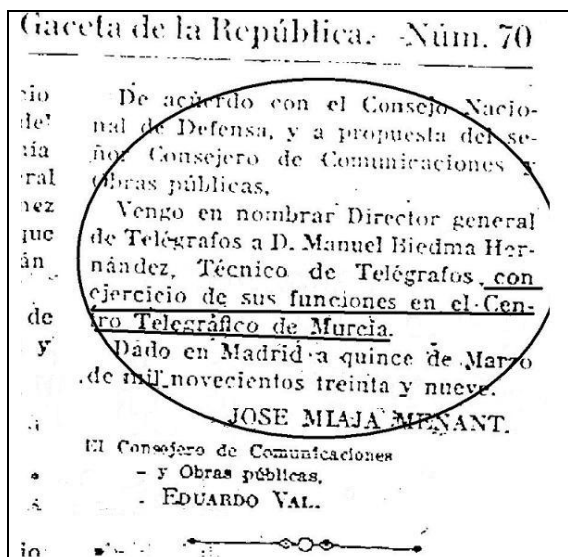 Gaceta de la República.- -Núm. 70
De acuerdo con el Consejo Nacio-
nal de Defensa, y a propuesta del se-
ñor Consejero de Comunicaciones y
Obras públicas,
Vengo en nombrar Director general
de Telégrafos a D. Manuel Biedma Her-
nández, Técnico de Telégrafos, con
ejercicio de sus funciones en el Cen-
tro Telegráfico de Murcia.
Dado en Madrid a quince de Marzo
de mil novecientos treinta y nueve.
JOSE MIAJA MENANT.
El Consejero de Comunicaciones
- y Obras públicas,
EDUARDO VAL.